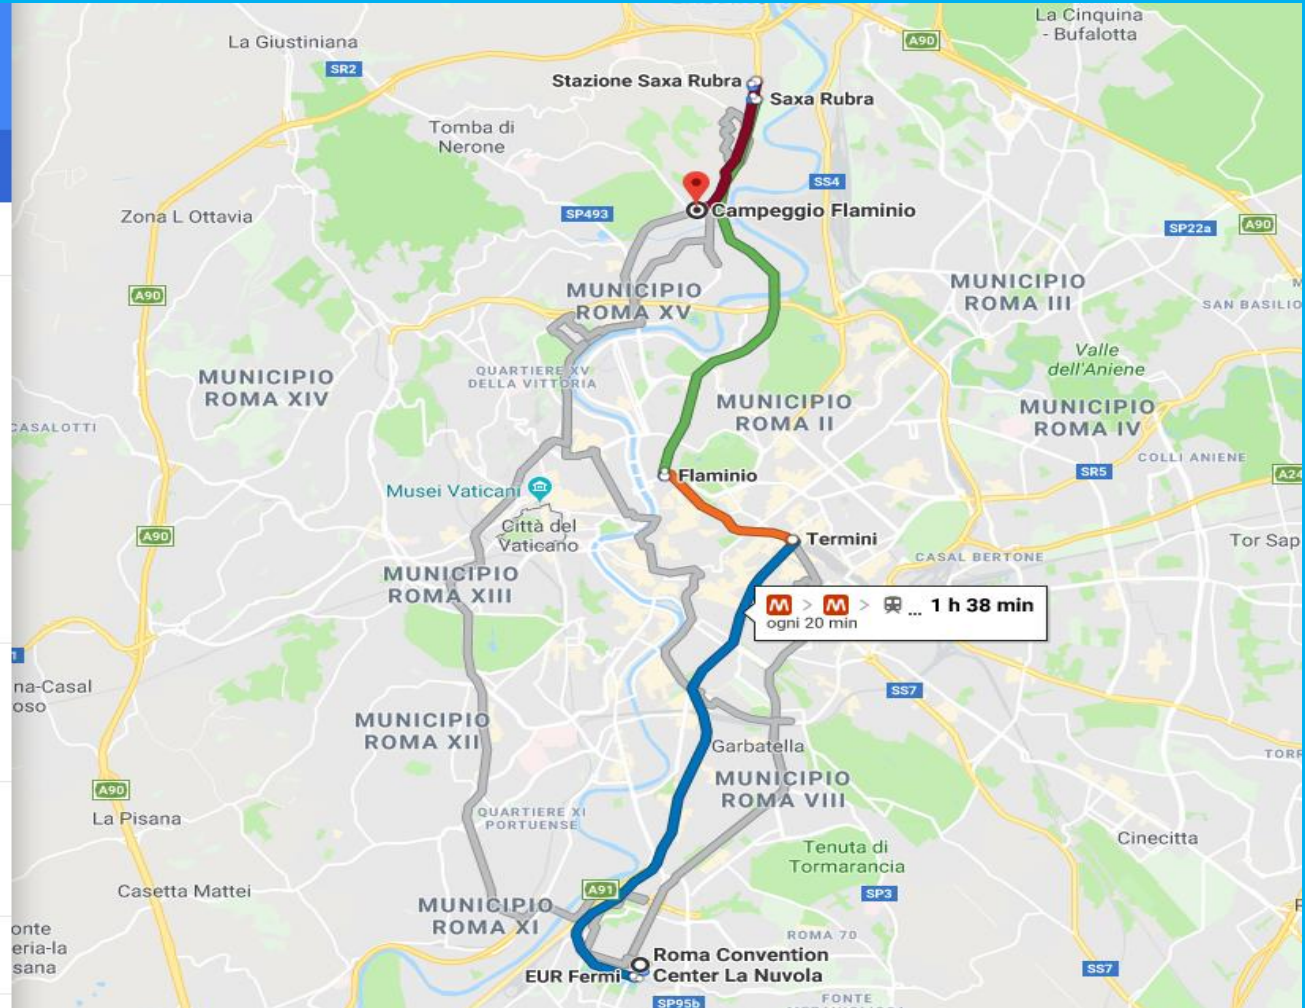 La Cinquina
- Bufalotta
La Giustiniana
A90
SR2
Stazione Saxa Rubra
Saxa Rubra
Tomba di
Nerone
SS4
Campeggio Flaminio
SP493
Zona L Ottavia
SP22a
A90
MUNICIPIO
ROMA III
MUNICIPIO
ROMA XV
A90
SAN BASILIO
Valle
dell'Aniene
QUARTIERE XV
DELLA VITTORIA
MUNICIPIO
ROMA XIV
MUNICIPIO
ROMA II
MUNICIPIO
ROMA IV
CASALOTTI
COLLI ANIENE
SR5
A24
Flaminio
Musei Vaticani
Città del
Vaticano
A90
Termini
Tor Sap
CASAL BERTONE
MUNICIPIO
ROMA XIII
M > M > ... 1 h 38 min
ogni 20 min
1
na-Casal
oso
SS7
MUNICIPIO
ROMA XII
Garbatella
TORR
MUNICIPIO
ROMA VIII
A90
La Pisana
QUARTIERE XI
PORTUENSE
Cinecitta
Tenuta di
Tormarancia
A91
SP3
Casetta Mattei
MUNICIPIO
ROMA XI
onte
eria-la
sana
ROMA 70
Roma Convention
Center La Nuvola
EUR Fermi
SS7
SP95b
FONTE